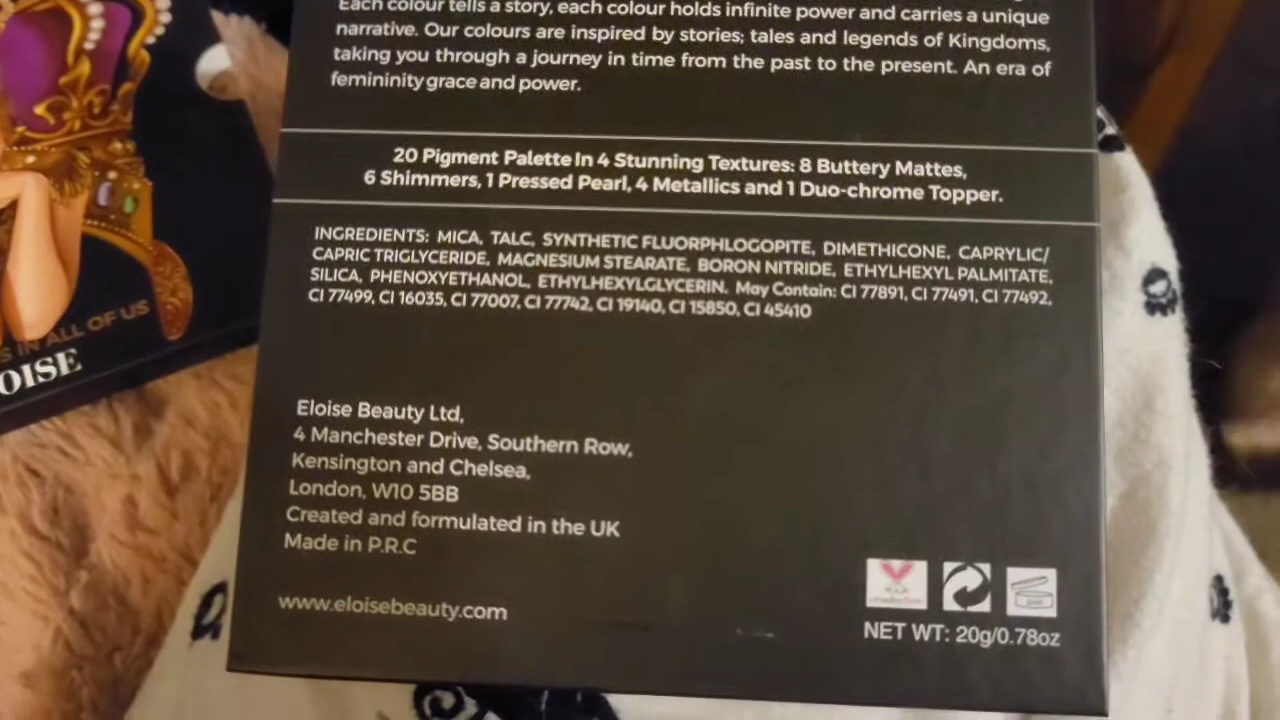 Each colour tells a story, each colour holds infinite power and carries a unique
narrative. Our colours are inspired by stories; tales and legends of Kingdoms,
taking you through a journey in time from the past to the present. An era of
femininity grace and power.
20 Pigment Palette In 4 Stunning Textures: 8 Buttery Mattes,
6 Shimmers, 1 Pressed Pearl, 4 Metallics and 1 Duo-chrome Topper.
INGREDIENTS: MICA, TALC, SYNTHETIC FLUORPHLOGOPITE, DIMETHICONE, CAPRYLIC/
CAPRIC TRIGLYCERIDE, MAGNESIUM STEARATE, BORON NITRIDE, ETHYLHEXYL PALMITATE,
SILICA, PHENOXYETHANOL, ETHYLHEXYLGLYCERIN. May Contain: CI 77891, CI 77491, CI 77492,
CI 77499, CI 16035, CI 77007, CI 77742, CI 19140, CI 15850, CI 45410
Eloise Beauty Ltd,
4 Manchester Drive, Southern Row,
Kensington and Chelsea,
London, W10 5BB
Created and formulated in the UK
Made in P.R.C
www.eloisebeauty.com
NET WT: 20g/0.78oz
S IN ALL OF US
OISE